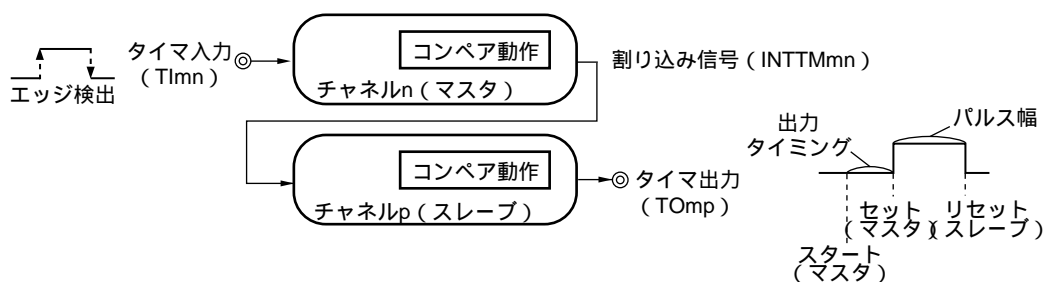 エッジ検出
タイマ入力
（TImn）
コンペア動作
チャネルn（マスタ）
割り込み信号（INTTMmn）
コンペア動作
チャネルp（スレーブ）
タイマ出力
（TOmp）
出力
タイミング
パルス幅
セット
（マスタ）
リセット
（スレーブ）
スタート
（マスタ）